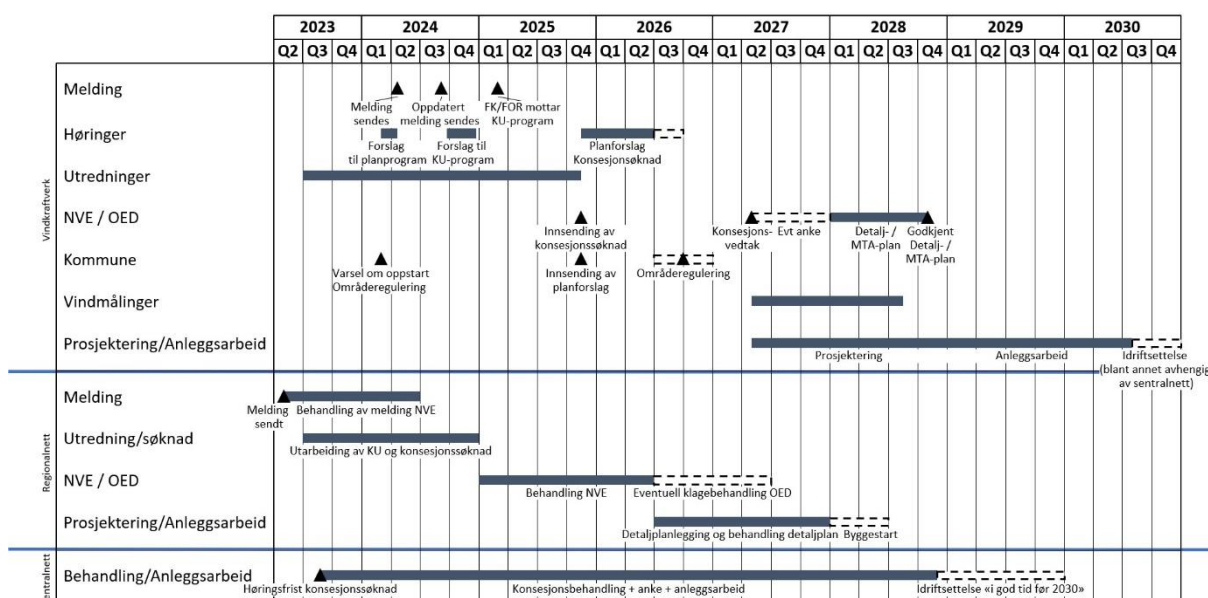 2023 2024 2025 2026 2027 2028 2029 2030
Q2 Q3 Q4 Q1 Q2 Q3 Q4 Q1 Q2 Q3 Q4 Q1 Q2 Q3 Q4 Q1 Q2 Q3 Q4 Q1 Q2 Q3 Q4 Q1 Q2 Q3 Q4 Q1 Q2 Q3 Q4
Vindkraftverk
Melding
Melding
sendes
Oppdatert
melding sendes
FK/FOR mottar
KU-program
Høringer
Forslag
til planprogram
Forslag til
KU-program
Planforslag
Konsesjonsøknad
Utredninger
NVE / OED
Innsending av
konsesjonssøknad
Konsesjons-
vedtak
Evt anke
Detalj- /
MTA-plan
Godkjent
Detalj- /
MTA-plan
Kommune
Varsel om oppstart
Områderegulering
Innsending av
planforslag
Områderegulering
Vindmålinger
Prosjektering/Anleggsarbeid
Prosjektering
Anleggsarbeid
Idriftsettelse
(blant annet avhengig
av sentralnett)
Regionalnett
Melding
Melding
sendt
Behandling av melding NVE
Utredning/søknad
Utarbeiding av KU og konsesjonssøknad
NVE / OED
Behandling NVE
Eventuell klagebehandling OED
Prosjektering/Anleggsarbeid
Detaljplanlegging og behandling detaljplan
Byggestart
entralnett
Behandling/Anleggsarbeid
Høringsfrist konsesjonssøknad
Konsesjonsbehandling + anke + anleggsarbeid
Idriftsettelse «i god tid før 2030»